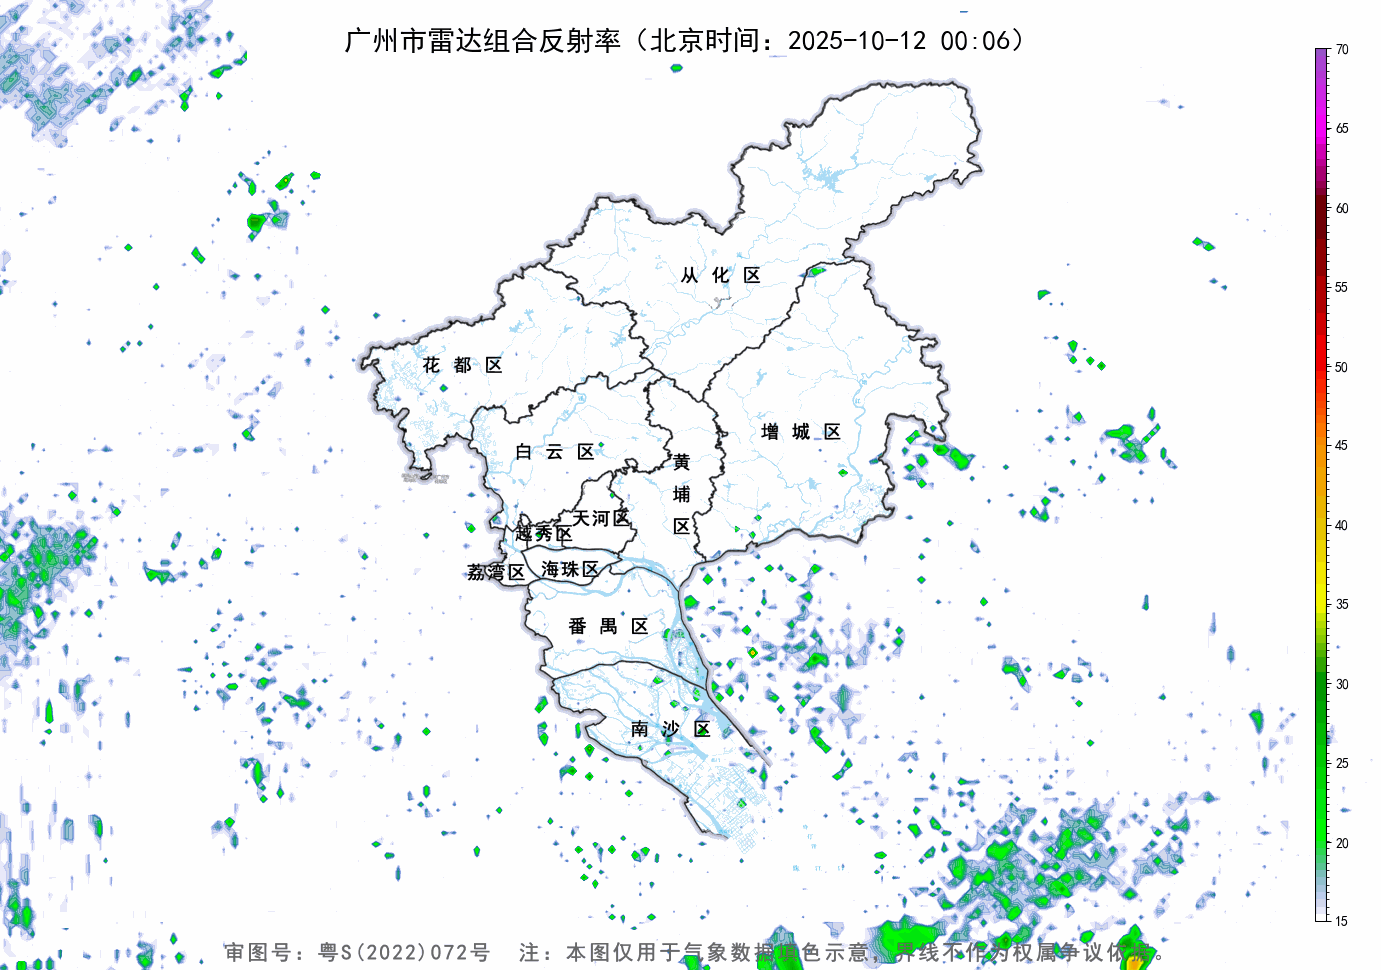 广州市雷达组合反射率（北京时间：2025-10-12 00:06）
70
65
60
55
50
45
40
35
30
25
20
15
从化区
花都区
增城区
白云区
黄埔区
天河区
越秀区
荔湾区
海珠区
番禺区
南沙区
审图号：粤S(2022)072号 注：本图仅用于气象数据填色示意，界线不作为权属争议依据。